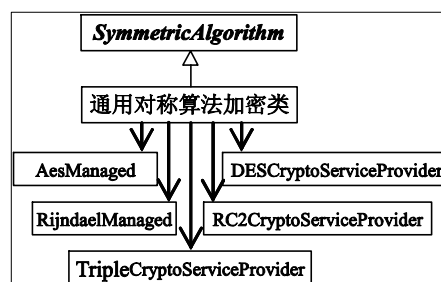 SymmetricAlgorithm
通用对称算法加密类
AesManaged
DESCryptoServiceProvider
RijndaelManaged
RC2CryptoServiceProvider
TripleCryptoServiceProvider